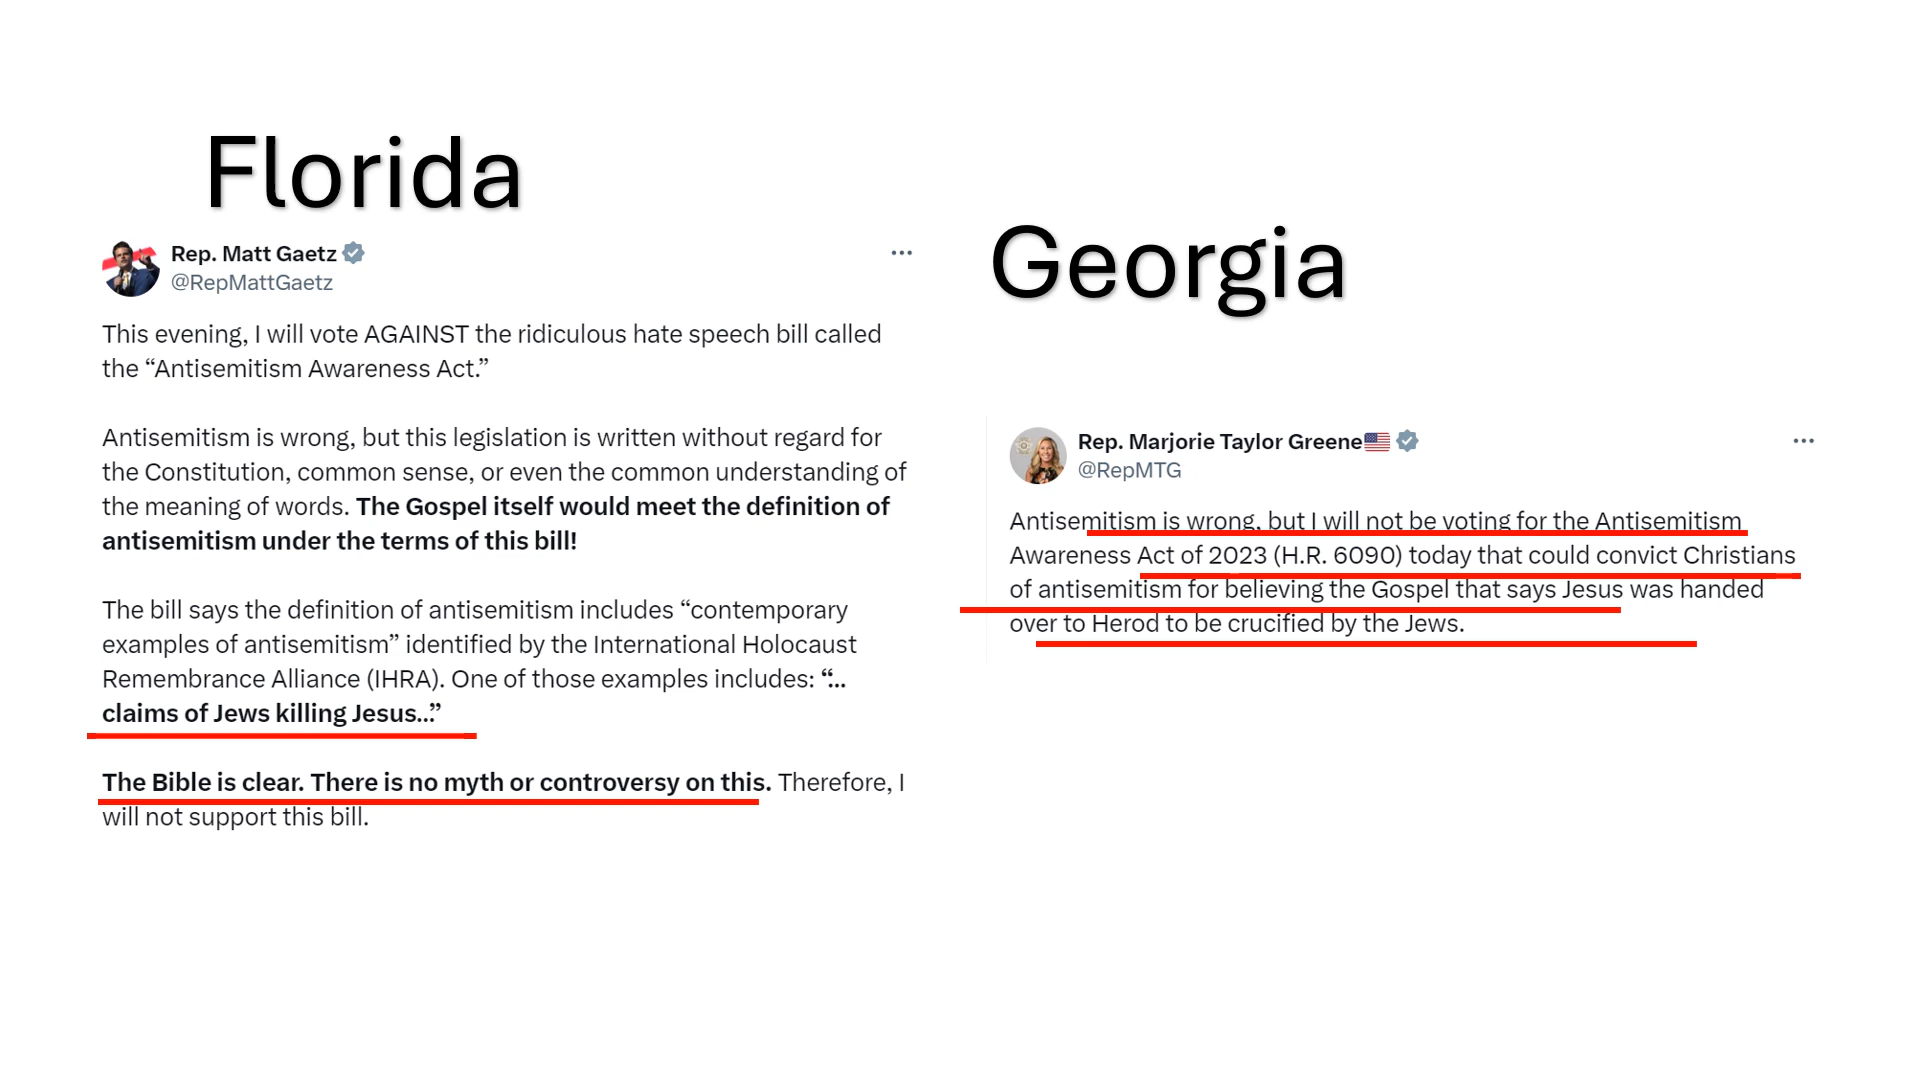 Florida
Rep. Matt Gaetz
@RepMattGaetz
This evening, I will vote AGAINST the ridiculous hate speech bill called
the “Antisemitism Awareness Act.”
Antisemitism is wrong, but this legislation is written without regard for
the Constitution, common sense, or even the common understanding of
the meaning of words. The Gospel itself would meet the definition of
antisemitism under the terms of this bill!
The bill says the definition of antisemitism includes “contemporary
examples of antisemitism” identified by the International Holocaust
Remembrance Alliance (IHRA). One of those examples includes: “…
claims of Jews killing Jesus…”
The Bible is clear. There is no myth or controversy on this. Therefore, I
will not support this bill.
Georgia
Rep. Marjorie Taylor Greene🇺🇸
@RepMTG
Antisemitism is wrong, but I will not be voting for the Antisemitism
Awareness Act of 2023 (H.R. 6090) today that could convict Christians
of antisemitism for believing the Gospel that says Jesus was handed
over to Herod to be crucified by the Jews.